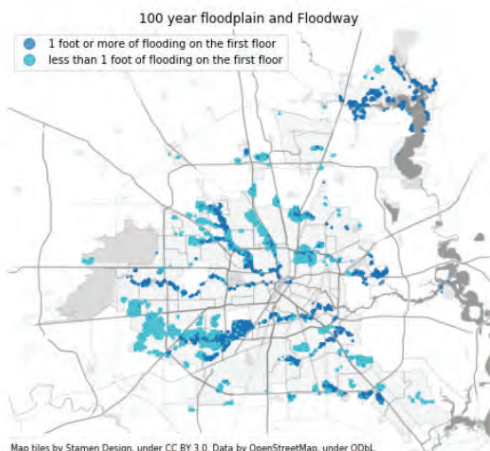 100 year floodplain and Floodway
1 foot or more of flooding on the first floor
less than 1 foot of flooding on the first floor
Map tiles by Stamen Design, under CC BY 3.0. Data by OpenStreetMap, under ODbL.